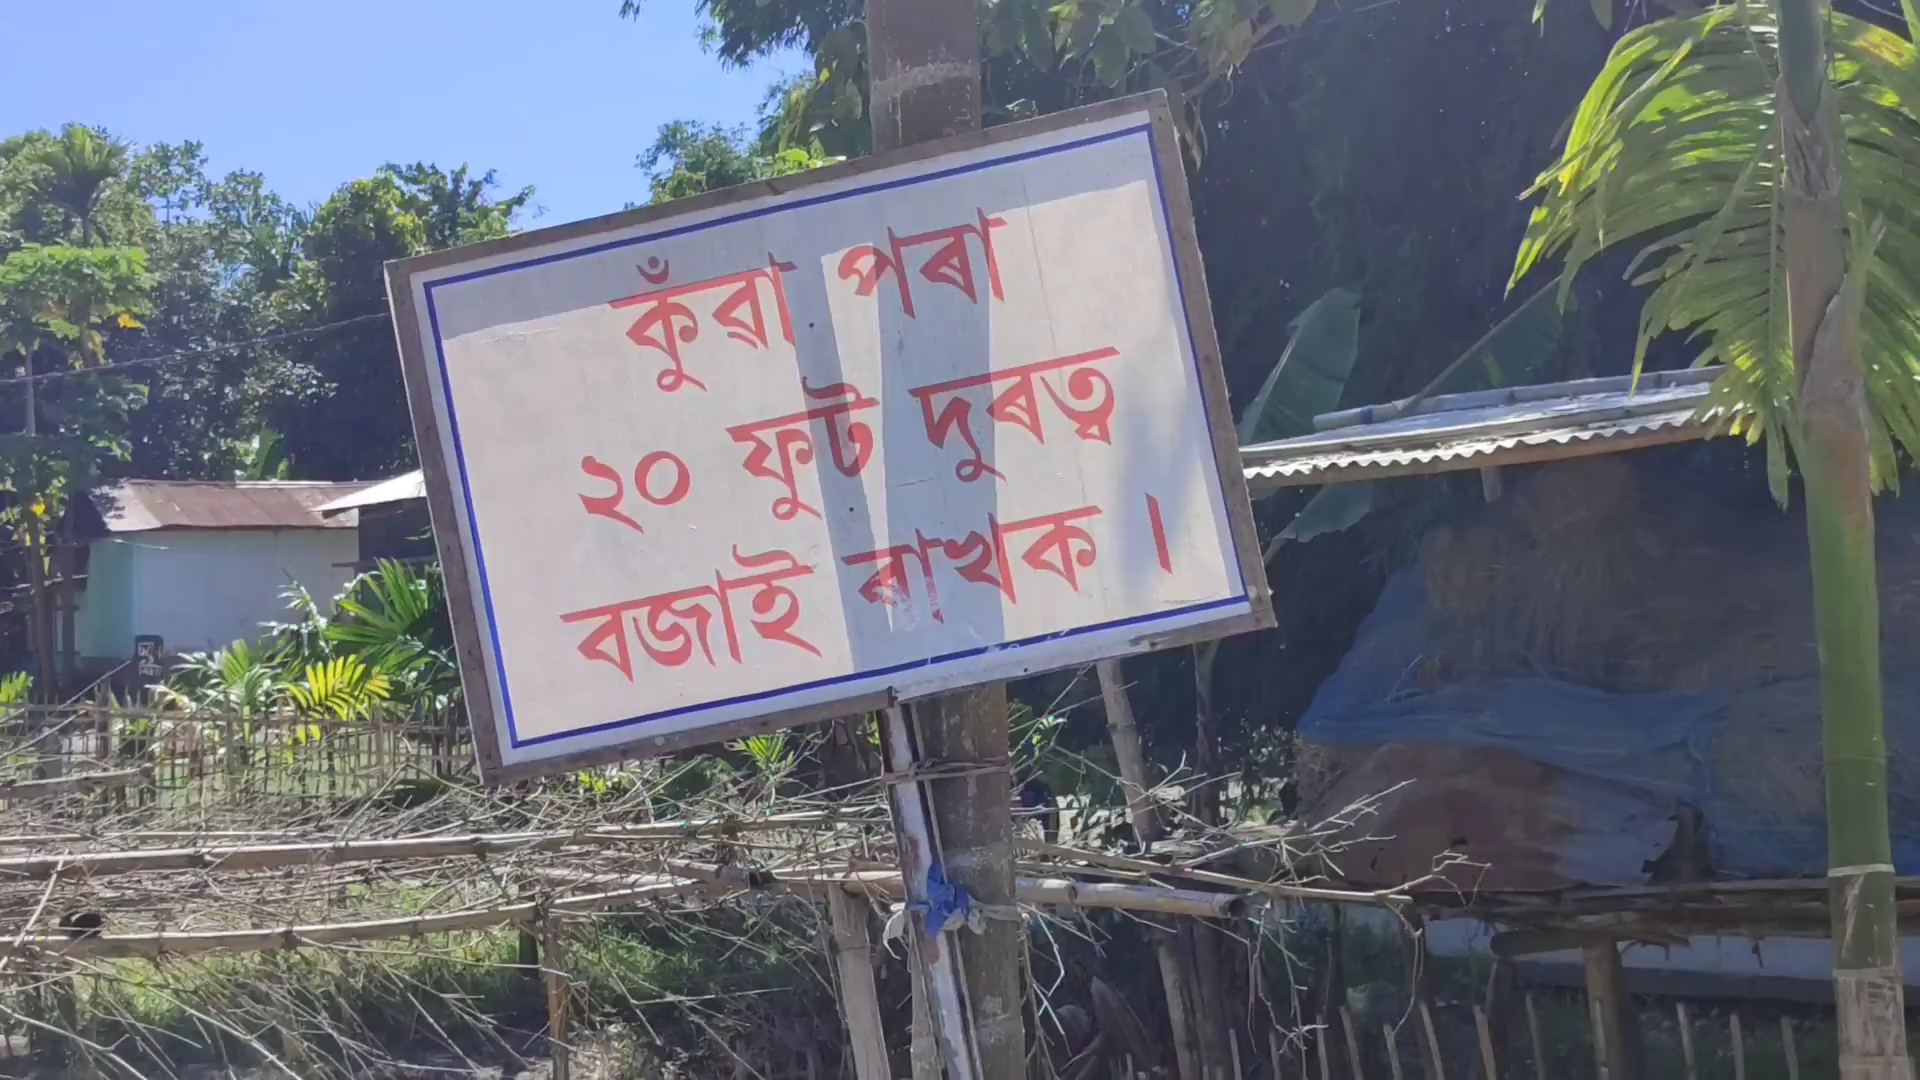 কুঁৱা পৰা
২০ ফুট দুৰত্ব
বজাই ৰাখক ।